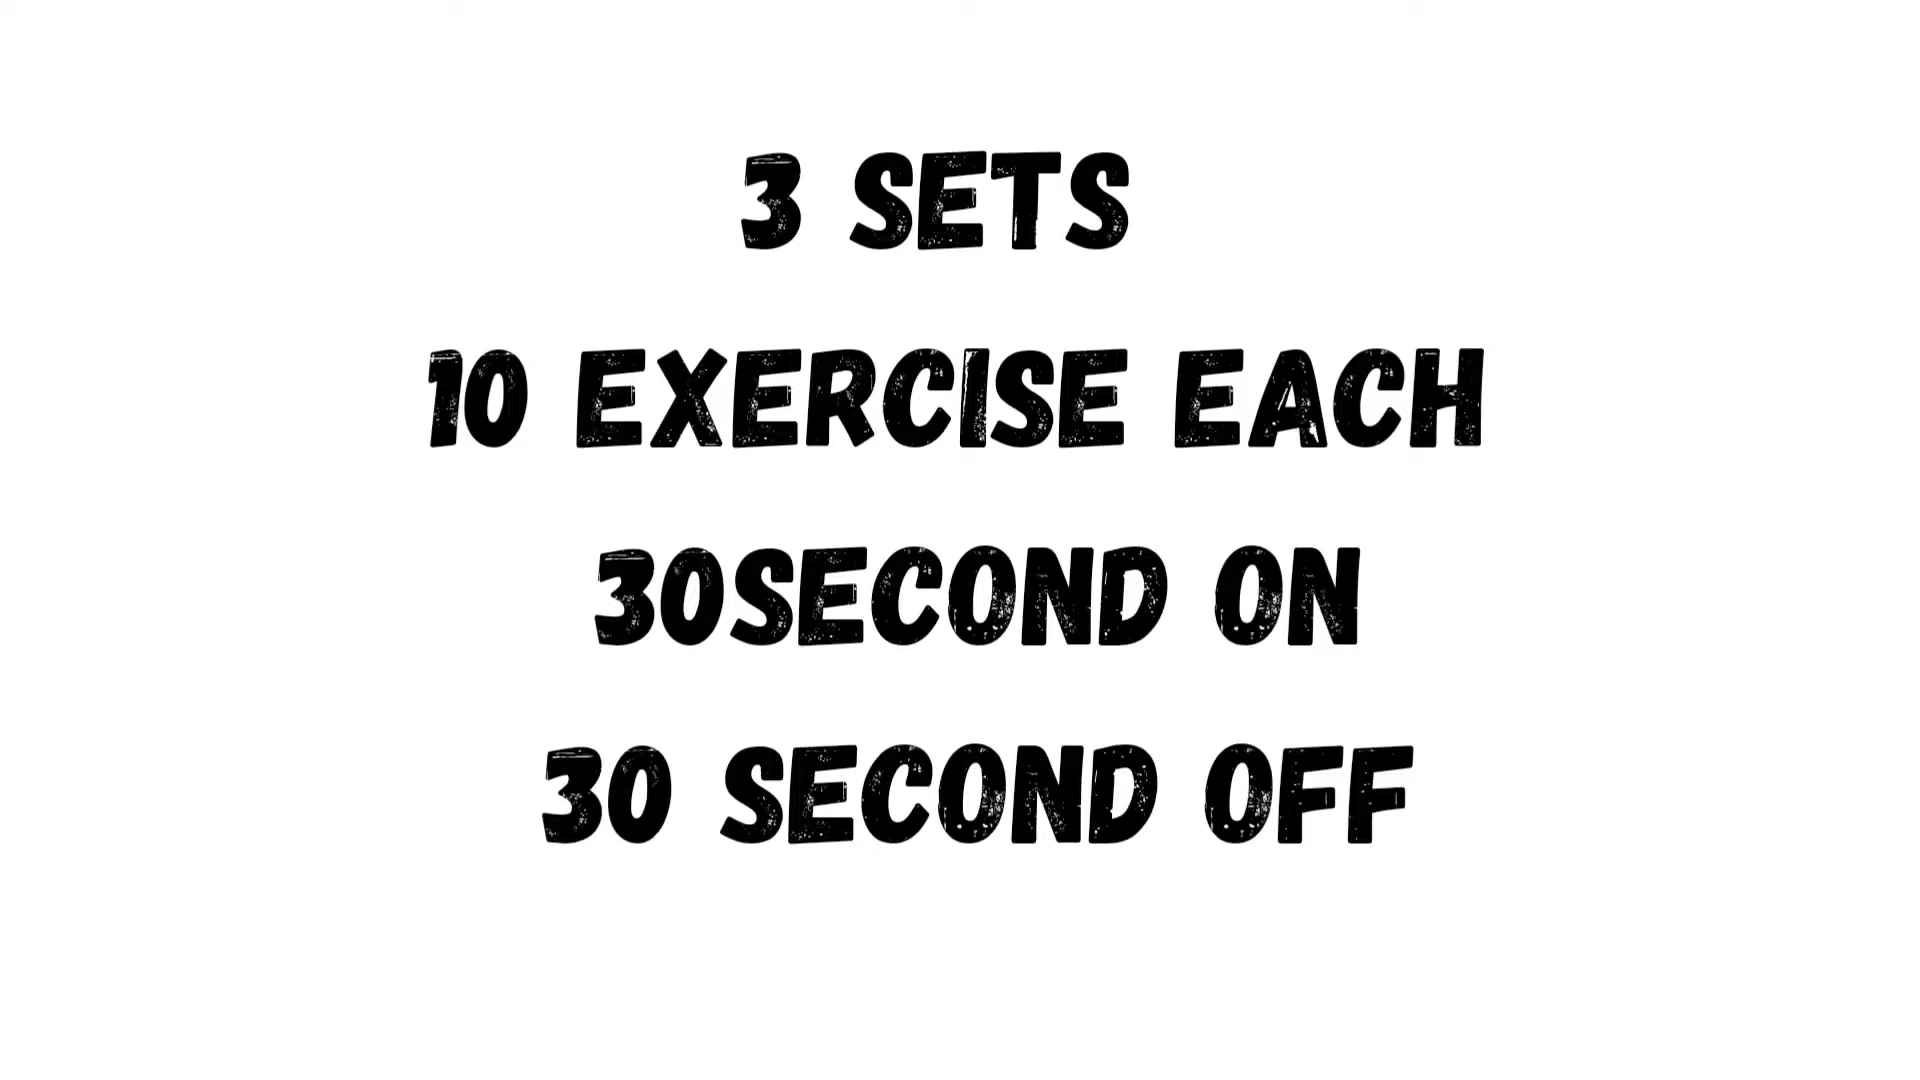 3 SETS
10 EXERCISE EACH
30SECOND ON
30 SECOND OFF